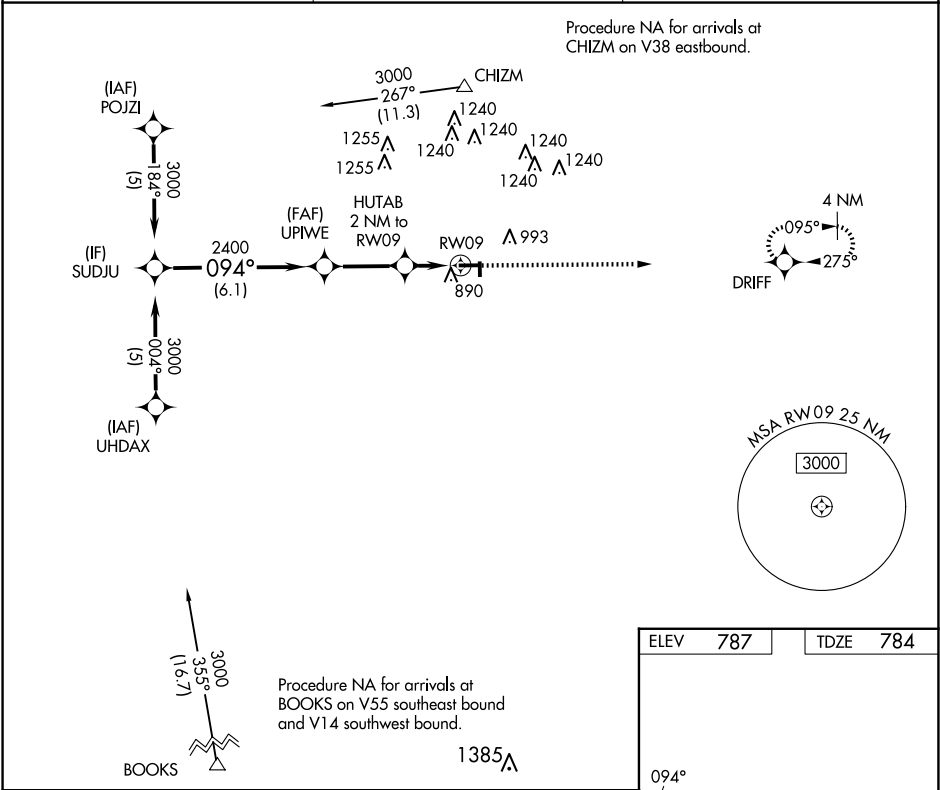 Procedure NA for arrivals at
CHIZM on V38 eastbound.
3000
267°
(11.3)
CHIZM
(IAF)
POJZI
3000
184°
(5)
1240
1240
1240
1255
1255
1240
1240
1240
(IF)
SUDJU
2400
094°
(6.1)
(FAF)
UPIWE
HUTAB
2 NM to
RW09
RW09
993
890
4 NM
095°
275°
DRIFF
3000
004°
(5)
(IAF)
UHDAX
MSA RW09 25 NM
3000
3000
355°
(16.7)
BOOKS
Procedure NA for arrivals at
BOOKS on V55 southeast bound
and V14 southwest bound.
1385
ELEV 787
TDZE 784
094°